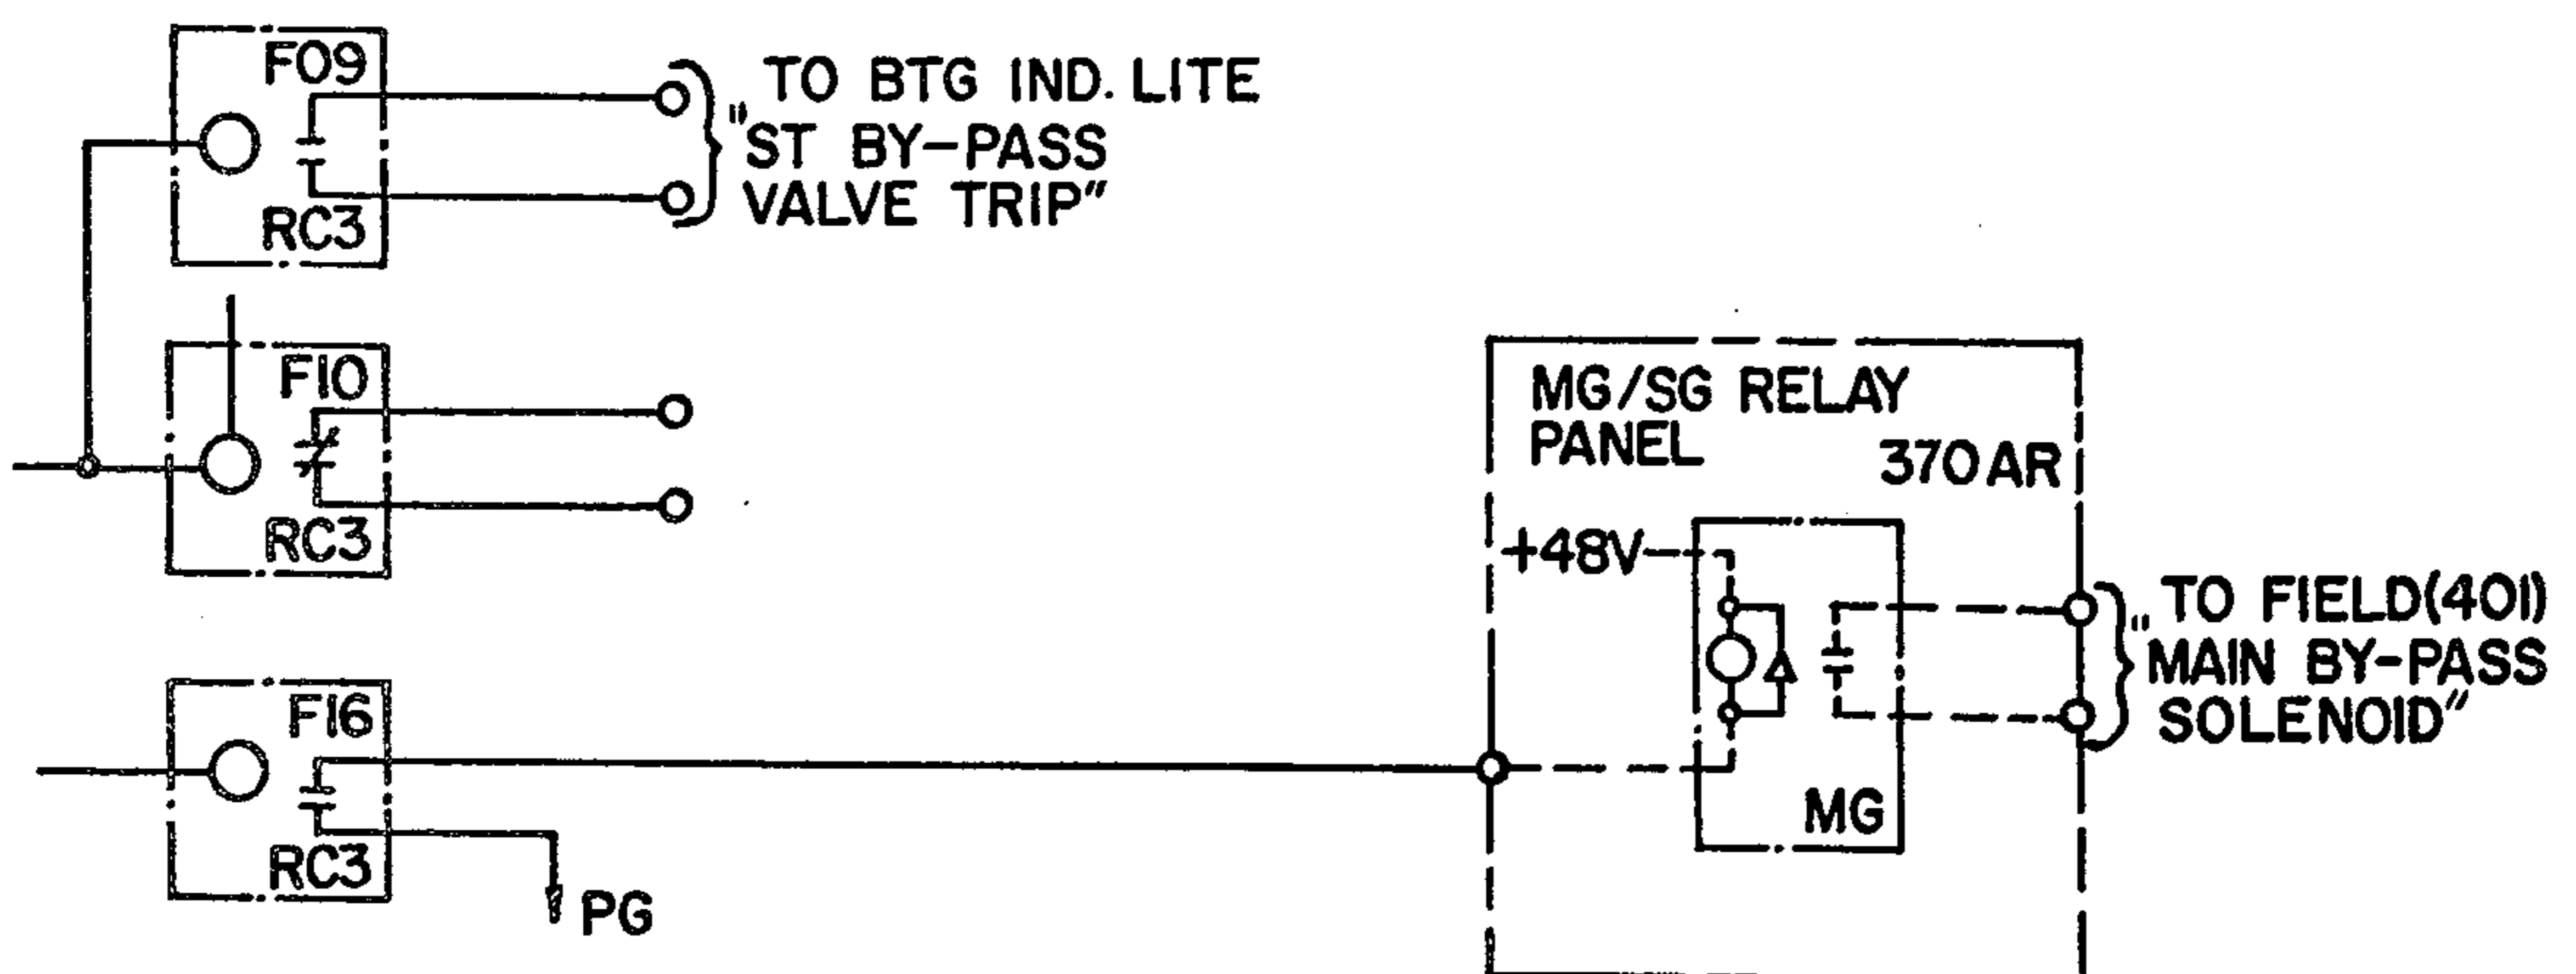 F09
RC3
TO BTG IND. LITE
"ST BY-PASS
VALVE TRIP"
F10
RC3
F16
RC3
PG
MG/SG RELAY
PANEL
370AR
+48V
MG
TO FIELD(401)
"MAIN BY-PASS
SOLENOID"